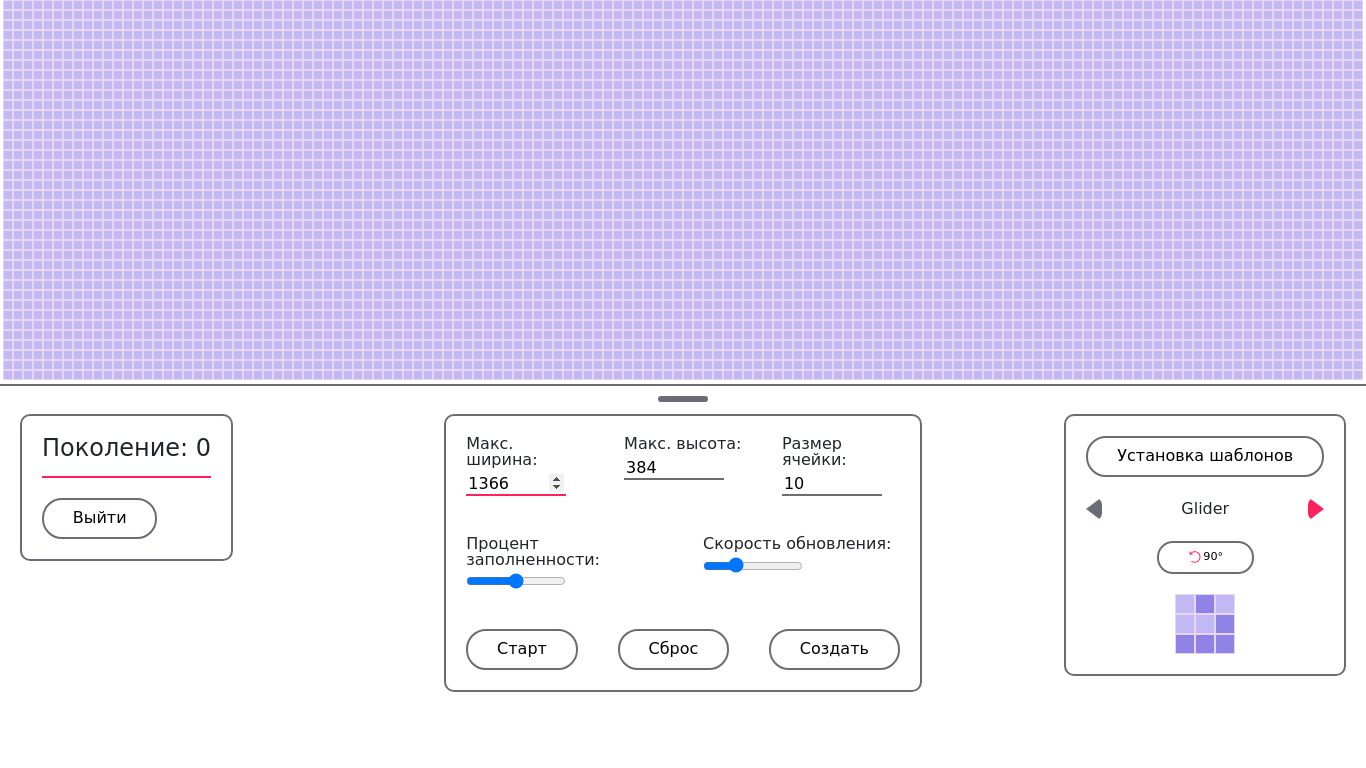 Поколение: 0
Выйти
Макс.
ширина:
1366
Макс. высота:
384
Размер
ячейки:
10
Процент
заполненности:
Скорость обновления:
Старт
Сброс
Создать
Установка шаблонов
Glider
90°